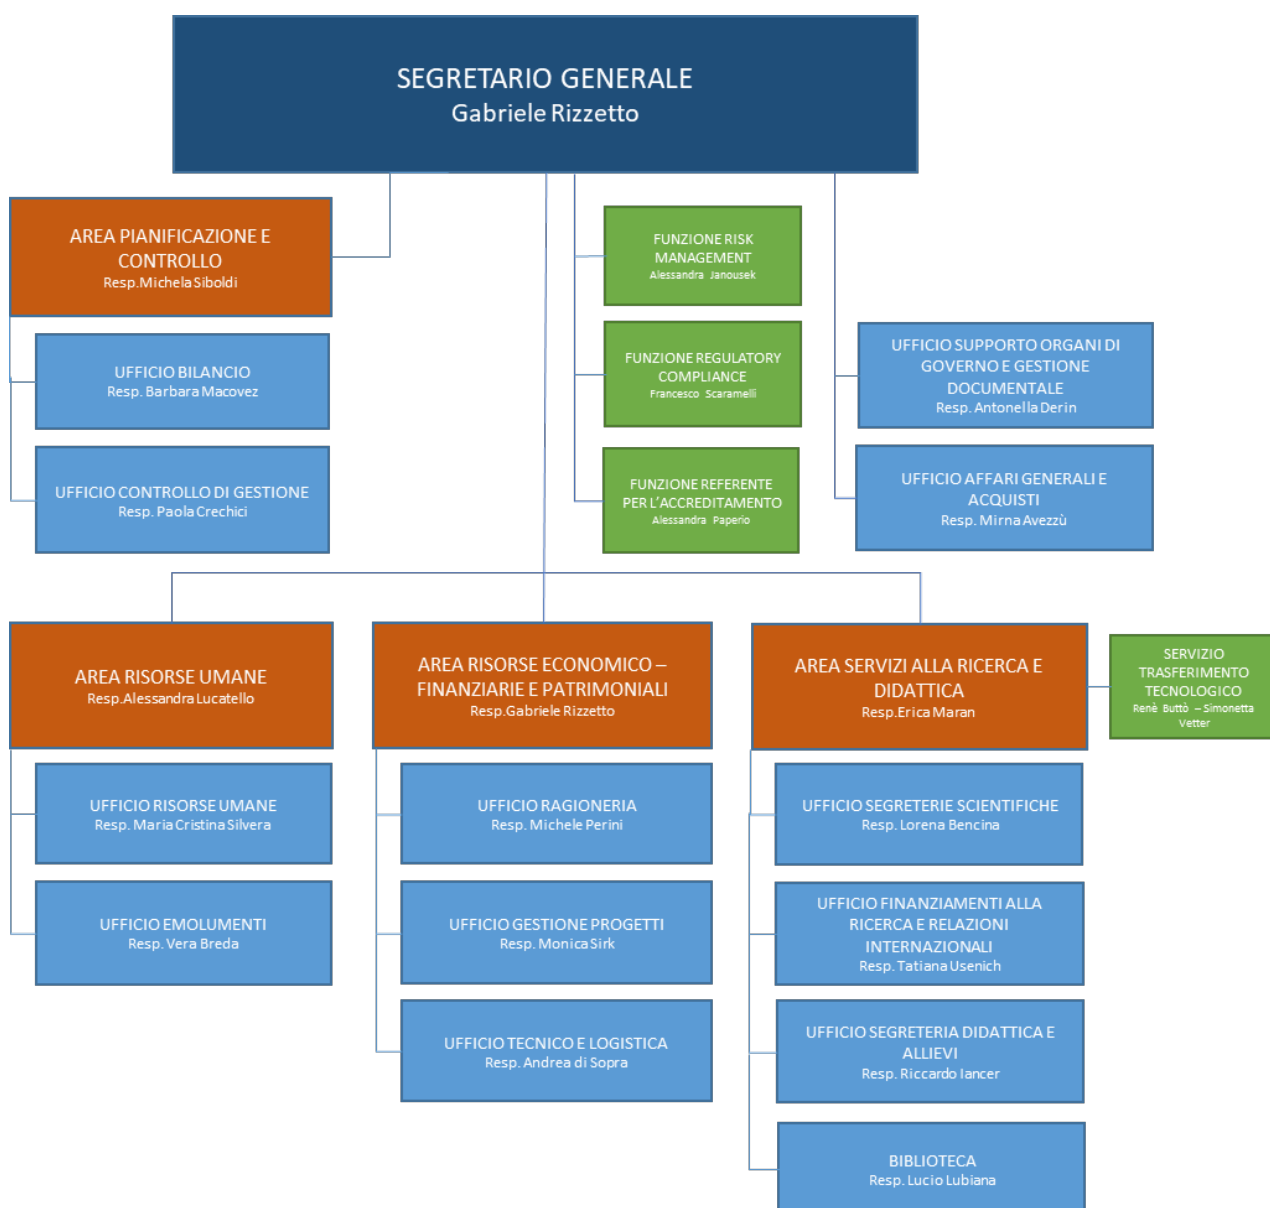 SEGRETARIO GENERALE
Gabriele Rizzetto
AREA PIANIFICAZIONE E
CONTROLLO
Resp.Michela Siboldi
UFFICIO BILANCIO
Resp. Barbara Macovez
UFFICIO CONTROLLO DI GESTIONE
Resp. Paola Crechici
FUNZIONE RISK
MANAGEMENT
Alessandra Janousek
FUNZIONE REGULATORY
COMPLIANCE
Francesco Scaramelli
FUNZIONE REFERENTE
PER L'ACCREDITAMENTO
Alessandra Paperio
UFFICIO SUPPORTO ORGANI DI
GOVERNO E GESTIONE
DOCUMENTALE
Resp. Antonella Derin
UFFICIO AFFARI GENERALI E
ACQUISTI
Resp. Mirna Avezzù
AREA RISORSE UMANE
Resp.Alessandra Lucatello
UFFICIO RISORSE UMANE
Resp. Maria Cristina Silvera
UFFICIO EMOLUMENTI
Resp. Vera Breda
AREA RISORSE ECONOMICO –
FINANZIARIE E PATRIMONIALI
Resp.Gabriele Rizzetto
UFFICIO RAGIONERIA
Resp. Michele Perini
UFFICIO GESTIONE PROGETTI
Resp. Monica Sirk
UFFICIO TECNICO E LOGISTICA
Resp. Andrea di Sopra
AREA SERVIZI ALLA RICERCA E
DIDATTICA
Resp.Erica Maran
SERVIZIO
TRASFERIMENTO
TECNOLOGICO
Renè Buttò – Simonetta
Vetter
UFFICIO SEGRETERIE SCIENTIFICHE
Resp. Lorena Bencina
UFFICIO FINANZIAMENTI ALLA
RICERCA E RELAZIONI
INTERNAZIONALI
Resp. Tatiana Usenich
UFFICIO SEGRETERIA DIDATTICA E
ALLIEVI
Resp. Riccardo Iancer
BIBLIOTECA
Resp. Lucio Lubiana